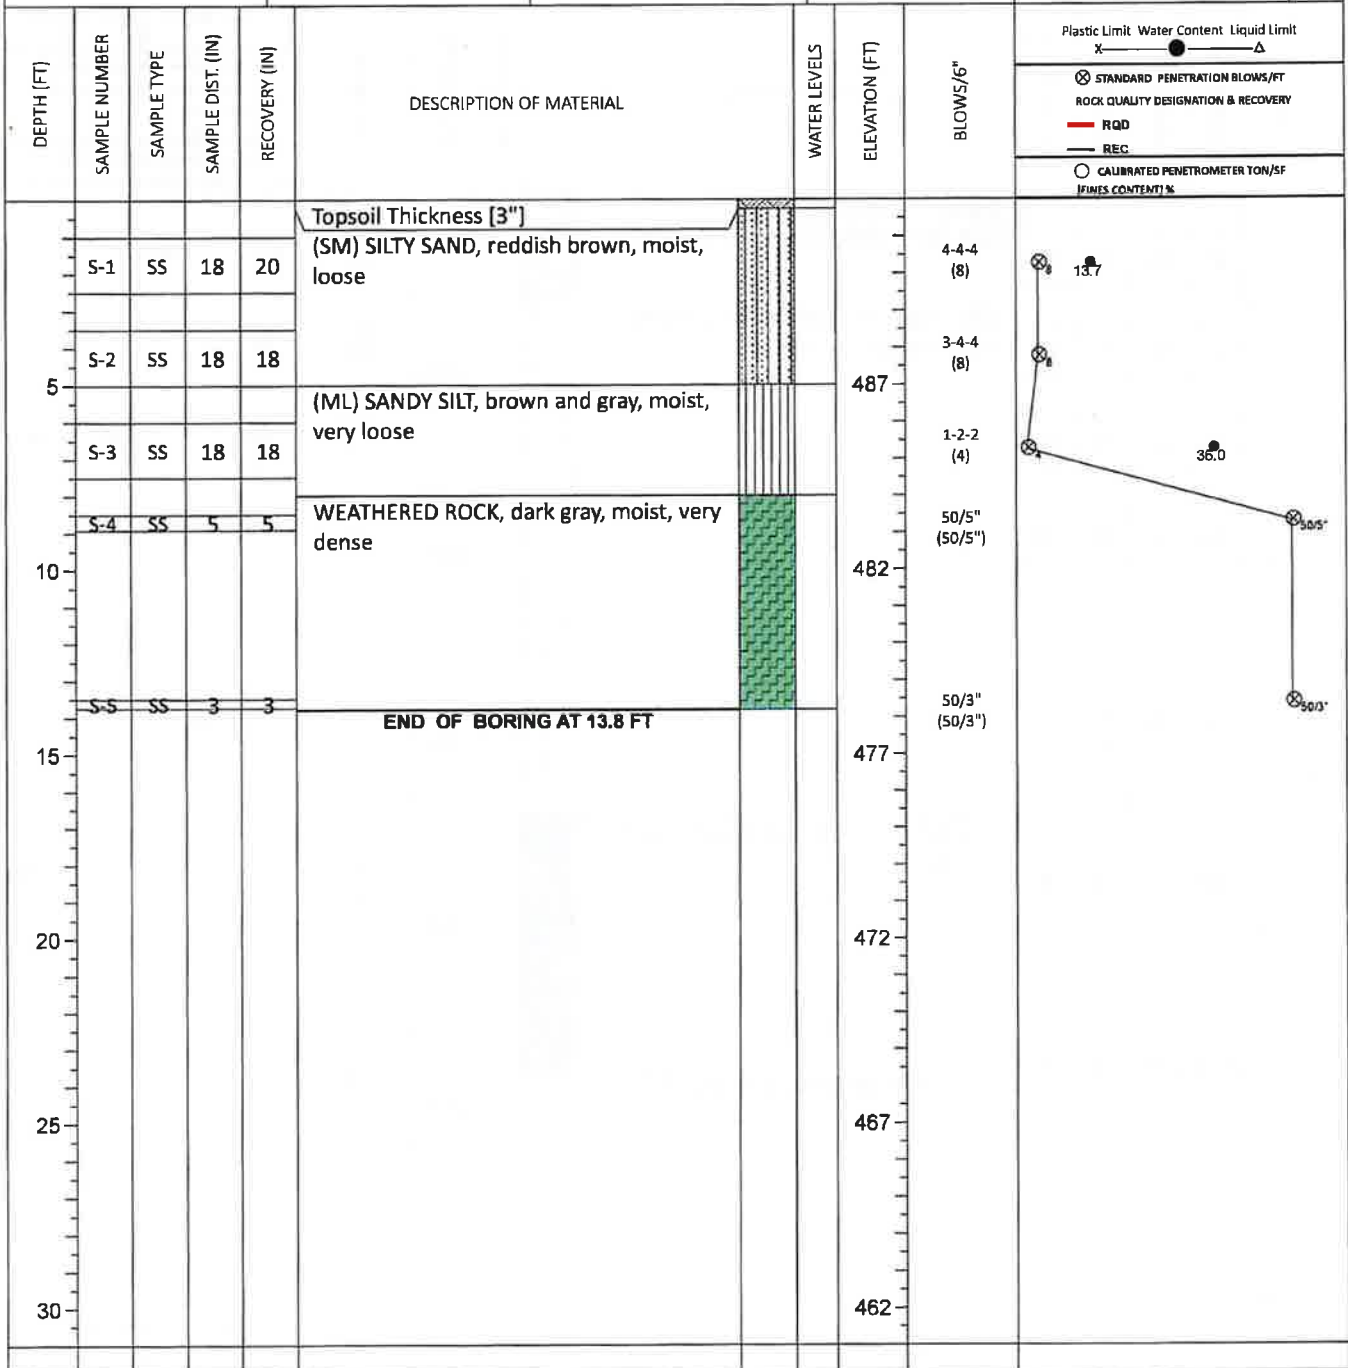 DEPTH (FT)
SAMPLE NUMBER
SAMPLE TYPE
SAMPLE DIST. (IN)
RECOVERY (IN)
DESCRIPTION OF MATERIAL
WATER LEVELS
ELEVATION (FT)
BLOWS/6"
Plastic Limit Water Content Liquid Limit
X Δ
STANDARD PENETRATION BLOWS/FT
ROCK QUALITY DESIGNATION & RECOVERY
RQD
REC
CALIBRATED PENETROMETER TON/SF
[FINES CONTENT] %
Topsoil Thickness [3"]
(SM) SILTY SAND, reddish brown, moist,
loose
S-1 SS 18 20
4-4-4
(8)
8 13.7
S-2 SS 18 18
3-4-4
(8)
8
5 487
(ML) SANDY SILT, brown and gray, moist,
very loose
S-3 SS 18 18
1-2-2
(4)
4 36.0
WEATHERED ROCK, dark gray, moist, very
dense
S-4 SS 5 5
50/5"
(50/5")
50/5"
10 482
S-5 SS 3 3
50/3"
(50/3")
50/3"
END OF BORING AT 13.8 FT
15 477
20 472
25 467
30 462